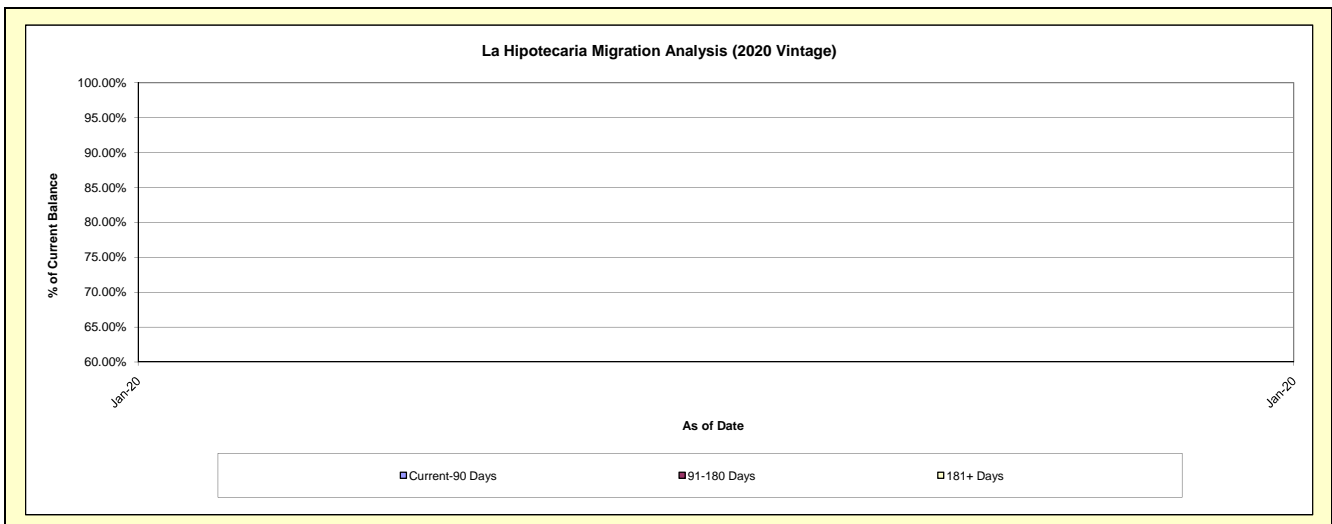 La Hipotecaria Migration Analysis (2020 Vintage)
100.00%
95.00%
90.00%
85.00%
80.00%
75.00%
70.00%
65.00%
60.00%
% of Current Balance
Jan-20 Jan-20
As of Date
Current-90 Days 91-180 Days 181+ Days